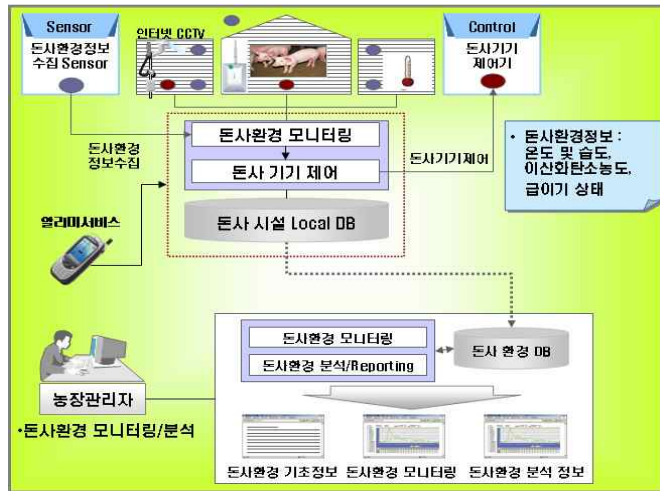 Sensor
돈사환경정보
수집 Sensor
인터넷 CCTV
Control
돈사기기
제어기
돈사환경
정보수집
돈사환경 모니터링
돈사 기기 제어
돈사기기제어
• 돈사환경정보 :
온도 및 습도,
이산화탄소농도,
급이기 상태
돈사 시설 Local DB
알리미서비스
돈사환경 모니터링
돈사환경 분석/Reporting
돈사 환경 DB
농장관리자
•돈사환경 모니터링/분석
돈사환경 기초정보
돈사환경 모니터링
돈사환경 분석 정보